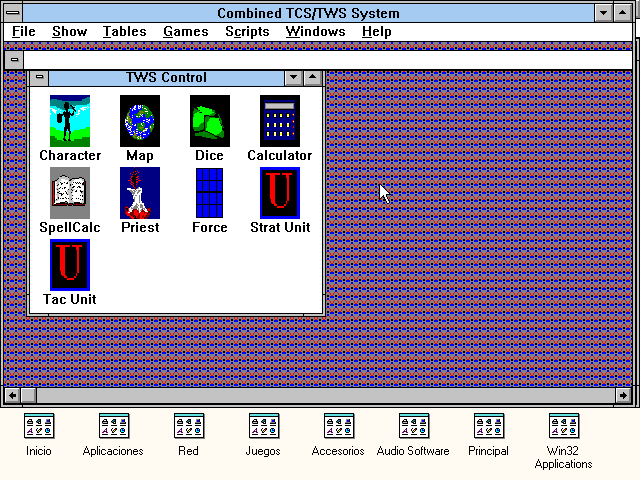 Combined TCS/TWS System
File Show Tables Games Scripts Windows Help
TWS Control
Character Map Dice Calculator
SpellCalc Priest Force Strat Unit
Tac Unit
Inicio Aplicaciones Red Juegos Accesorios Audio Software Principal Win32
Applications